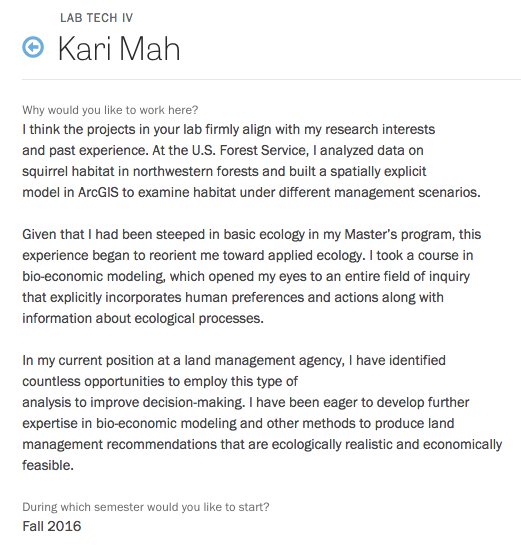 LAB TECH IV
Kari Mah
Why would you like to work here?
I think the projects in your lab firmly align with my research interests
and past experience. At the U.S. Forest Service, I analyzed data on
squirrel habitat in northwestern forests and built a spatially explicit
model in ArcGIS to examine habitat under different management scenarios.
Given that I had been steeped in basic ecology in my Master's program, this
experience began to reorient me toward applied ecology. I took a course in
bio-economic modeling, which opened my eyes to an entire field of inquiry
that explicitly incorporates human preferences and actions along with
information about ecological processes.
In my current position at a land management agency, I have identified
countless opportunities to employ this type of
analysis to improve decision-making. I have been eager to develop further
expertise in bio-economic modeling and other methods to produce land
management recommendations that are ecologically realistic and economically
feasible.
During which semester would you like to start?
Fall 2016